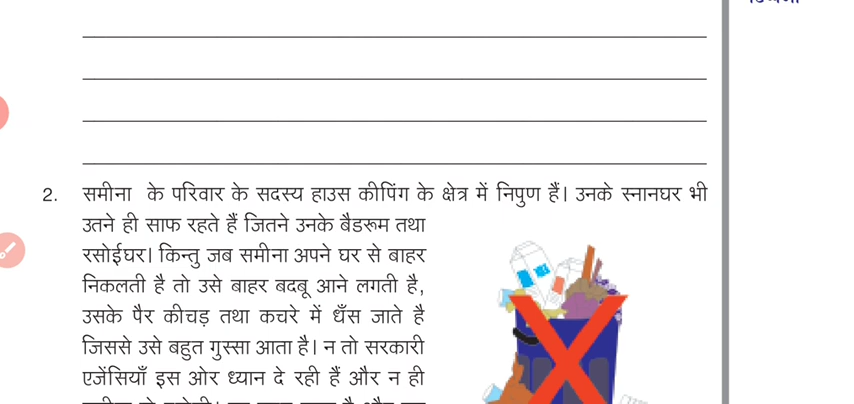 2. समीना के परिवार के सदस्य हाउस कीपिंग के क्षेत्र में निपुण हैं। उनके स्नानघर भी
उतने ही साफ रहते हैं जितने उनके बैडरूम तथा
रसोईघर। किन्तु जब समीना अपने घर से बाहर
निकलती है तो उसे बाहर बदबू आने लगती है,
उसके पैर कीचड़ तथा कचरे में धँस जाते है
जिससे उसे बहुत गुस्सा आता है। न तो सरकारी
एजेंसियाँ इस ओर ध्यान दे रही हैं और न ही